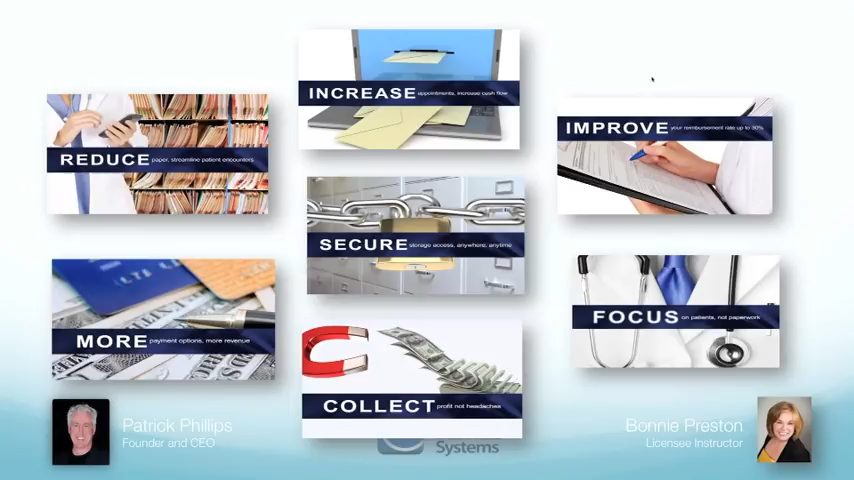 INCREASE appointments, increase cash flow
IMPROVE your reimbursement rate up to 30%
REDUCE paper, streamline patient encounters
SECURE storage access, anywhere, anytime
FOCUS on patients, not paperwork
MORE payment options, more revenue
COLLECT profit not headaches
Patrick Phillips
Founder and CEO
Bonnie Preston
Licensee Instructor
Systems